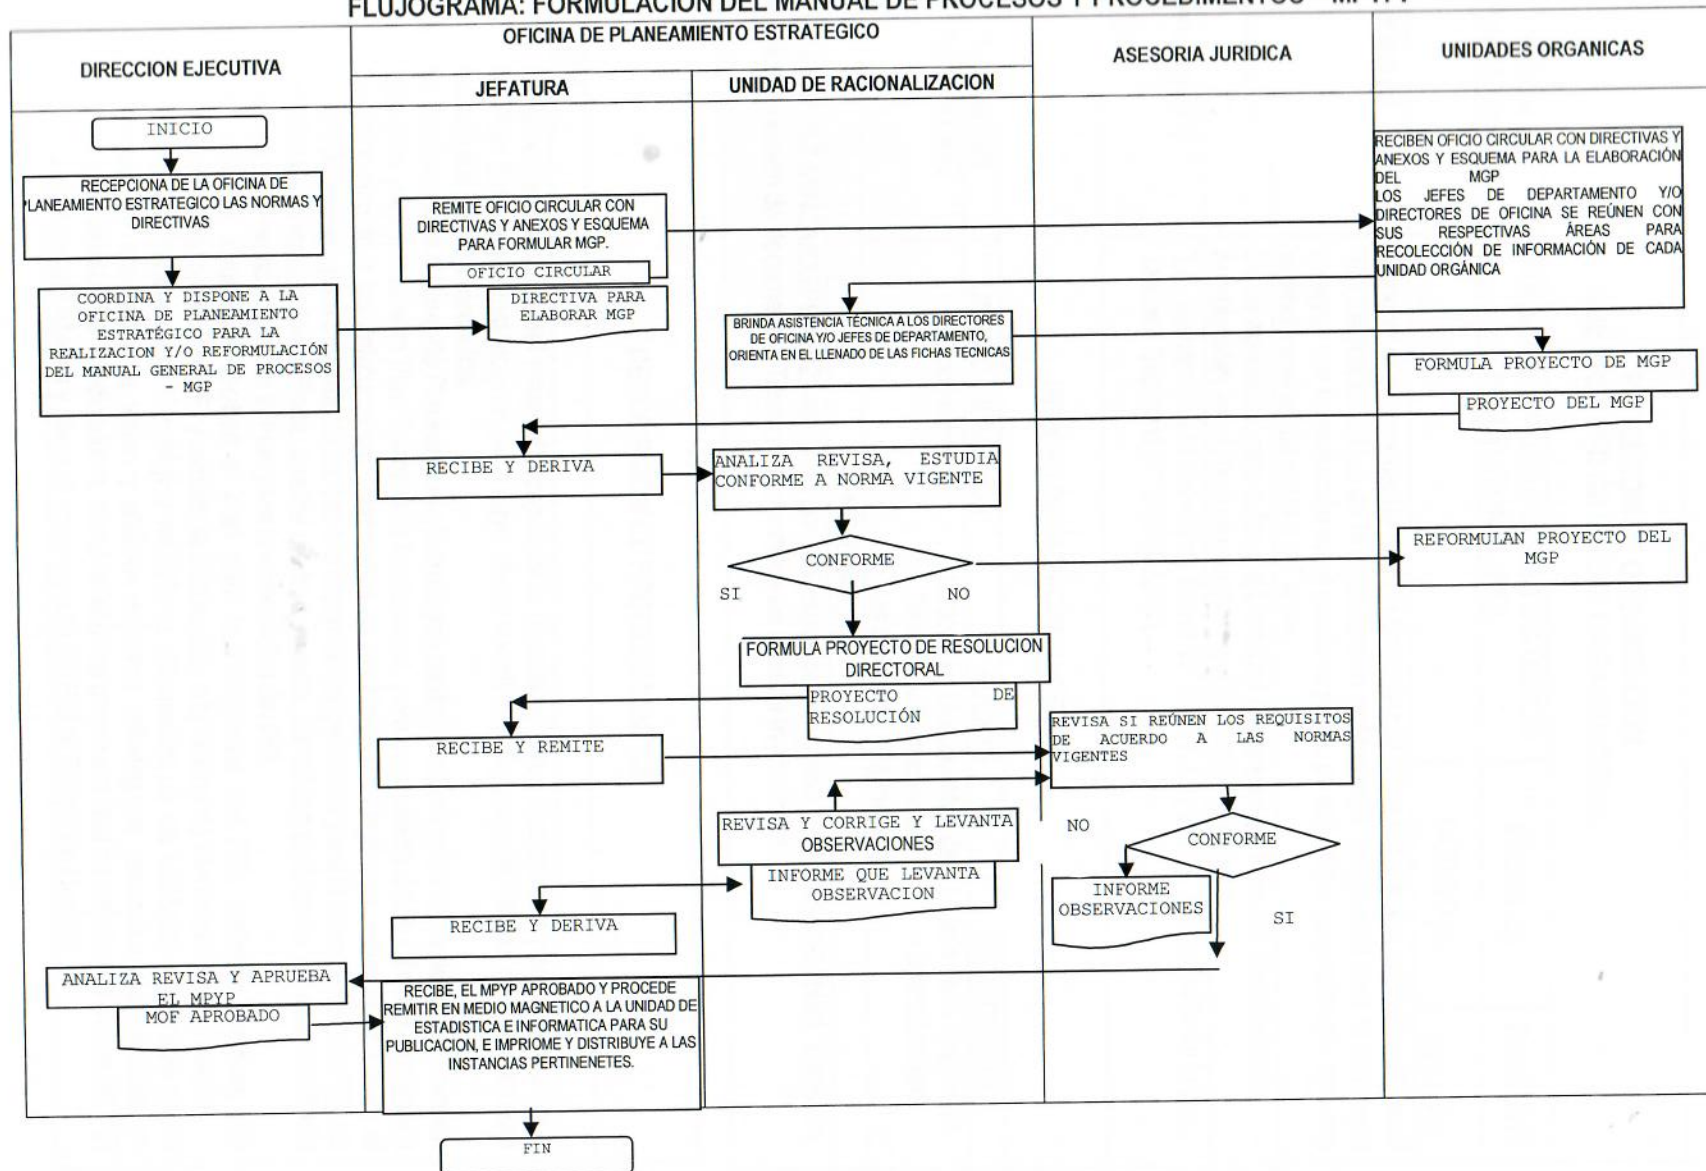 FLUJOGRAMA: FORMULACION DEL MANUAL DE PROCESOS Y PROCEDIMENTOS
OFICINA DE PLANEAMIENTO ESTRATEGICO
DIRECCION EJECUTIVA
ASESORIA JURIDICA
UNIDADES ORGANICAS
JEFATURA
UNIDAD DE RACIONALIZACION
INICIO
RECEPCIONA DE LA OFICINA DE
LANEAMIENTO ESTRATEGICO LAS NORMAS Y
DIRECTIVAS
REMITE OFICIO CIRCULAR CON
DIRECTIVAS Y ANEXOS Y ESQUEMA
PARA FORMULAR MGP.
OFICIO CIRCULAR
DIRECTIVA PARA
ELABORAR MGP
RECIBEN OFICIO CIRCULAR CON DIRECTIVAS Y
ANEXOS Y ESQUEMA PARA LA ELABORACIÓN
DEL MGP
LOS JEFES DE DEPARTAMENTO Y/O
DIRECTORES DE OFICINA SE REÚNEN CON
SUS RESPECTIVAS ÁREAS PARA
RECOLECCIÓN DE INFORMACIÓN DE CADA
UNIDAD ORGÁNICA
COORDINA Y DISPONE A LA
OFICINA DE PLANEAMIENTO
ESTRATÉGICO PARA LA
REALIZACION Y/O REFORMULACIÓN
DEL MANUAL GENERAL DE PROCESOS
- MGP
BRINDA ASISTENCIA TÉCNICA A LOS DIRECTORES
DE OFICINA Y/O JEFES DE DEPARTAMENTO,
ORIENTA EN EL LLENADO DE LAS FICHAS TECNICAS
FORMULA PROYECTO DE MGP
PROYECTO DEL MGP
RECIBE Y DERIVA
ANALIZA REVISA, ESTUDIA
CONFORME A NORMA VIGENTE
CONFORME
SI
NO
REFORMULAN PROYECTO DEL
MGP
FORMULA PROYECTO DE RESOLUCION
DIRECTORAL
PROYECTO DE
RESOLUCIÓN
RECIBE Y REMITE
REVISA SI REÚNEN LOS REQUISITOS
DE ACUERDO A LAS NORMAS
VIGENTES
REVISA Y CORRIGE Y LEVANTA
OBSERVACIONES
INFORME QUE LEVANTA
OBSERVACION
NO
CONFORME
INFORME
OBSERVACIONES
SI
RECIBE Y DERIVA
ANALIZA REVISA Y APRUEBA
EL MPYP
MOF APROBADO
RECIBE, EL MPYP APROBADO Y PROCEDE
REMITIR EN MEDIO MAGNETICO A LA UNIDAD DE
ESTADISTICA E INFORMATICA PARA SU
PUBLICACION, E IMPRIOME Y DISTRIBUYE A LAS
INSTANCIAS PERTINENETES.
FIN